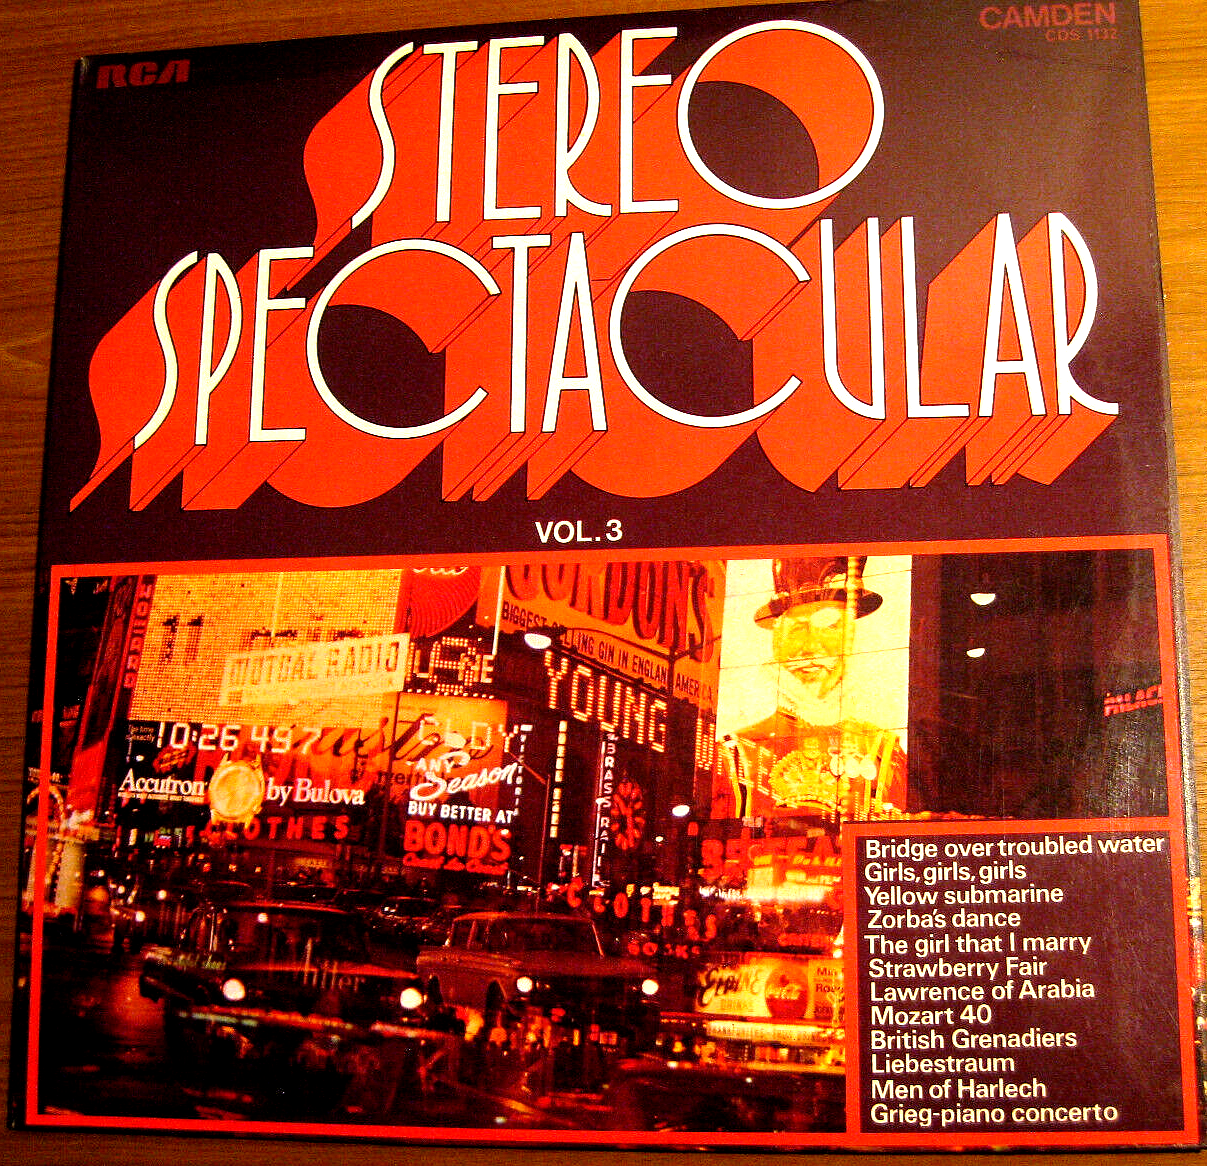 RCA
CAMDEN
CDS 1132
STEREO
SPECTACULAR
VOL. 3
GORDON'S
BIGGEST SELLING GIN IN ENGLAND AMERICA
MUTUAL RADIO
YOUNG
10:26 49
Accutron by Bulova
ANY
Season
BUY BETTER AT
BOND'S
CLOTHES
BRASS RAIL
Bridge over troubled water
Girls, girls, girls
Yellow submarine
Zorba's dance
The girl that I marry
Strawberry Fair
Lawrence of Arabia
Mozart 40
British Grenadiers
Liebestraum
Men of Harlech
Grieg-piano concerto